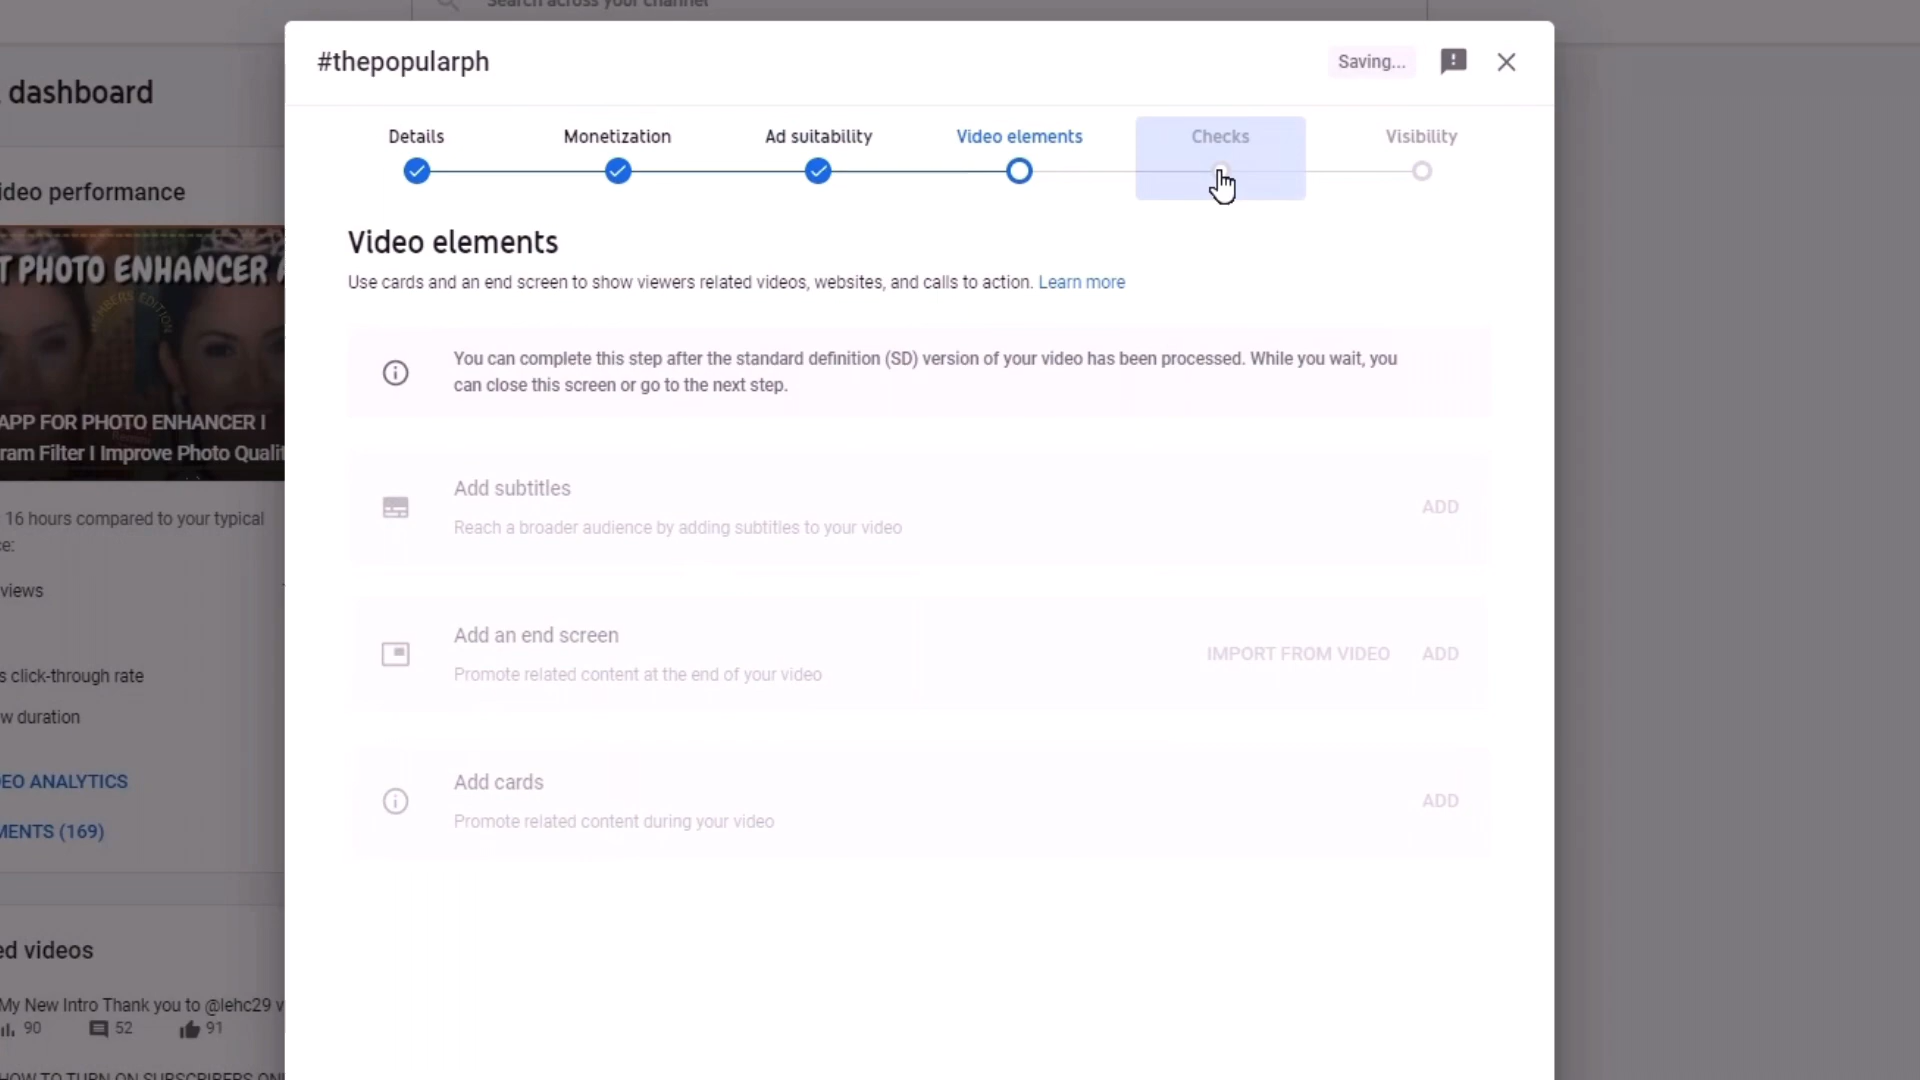 Search across your channel
#thepopularph
Saving...
dashboard
Details
Monetization
Ad suitability
Video elements
Checks
Visibility
ideo performance
Video elements
Use cards and an end screen to show viewers related videos, websites, and calls to action. Learn more
T PHOTO ENHANCER A
MEMBERS EDITION
APP FOR PHOTO ENHANCER I
ram Filter I Improve Photo Qualit
You can complete this step after the standard definition (SD) version of your video has been processed. While you wait, you
can close this screen or go to the next step.
Add subtitles
Reach a broader audience by adding subtitles to your video
ADD
16 hours compared to your typical
ce:
views
Add an end screen
Promote related content at the end of your video
IMPORT FROM VIDEO
ADD
s click-through rate
w duration
EO ANALYTICS
MENTS (169)
Add cards
Promote related content during your video
ADD
ed videos
My New Intro Thank you to @lehc29 v
90
52
91
HOW TO TURN ON SUBSCRIBERS ONL